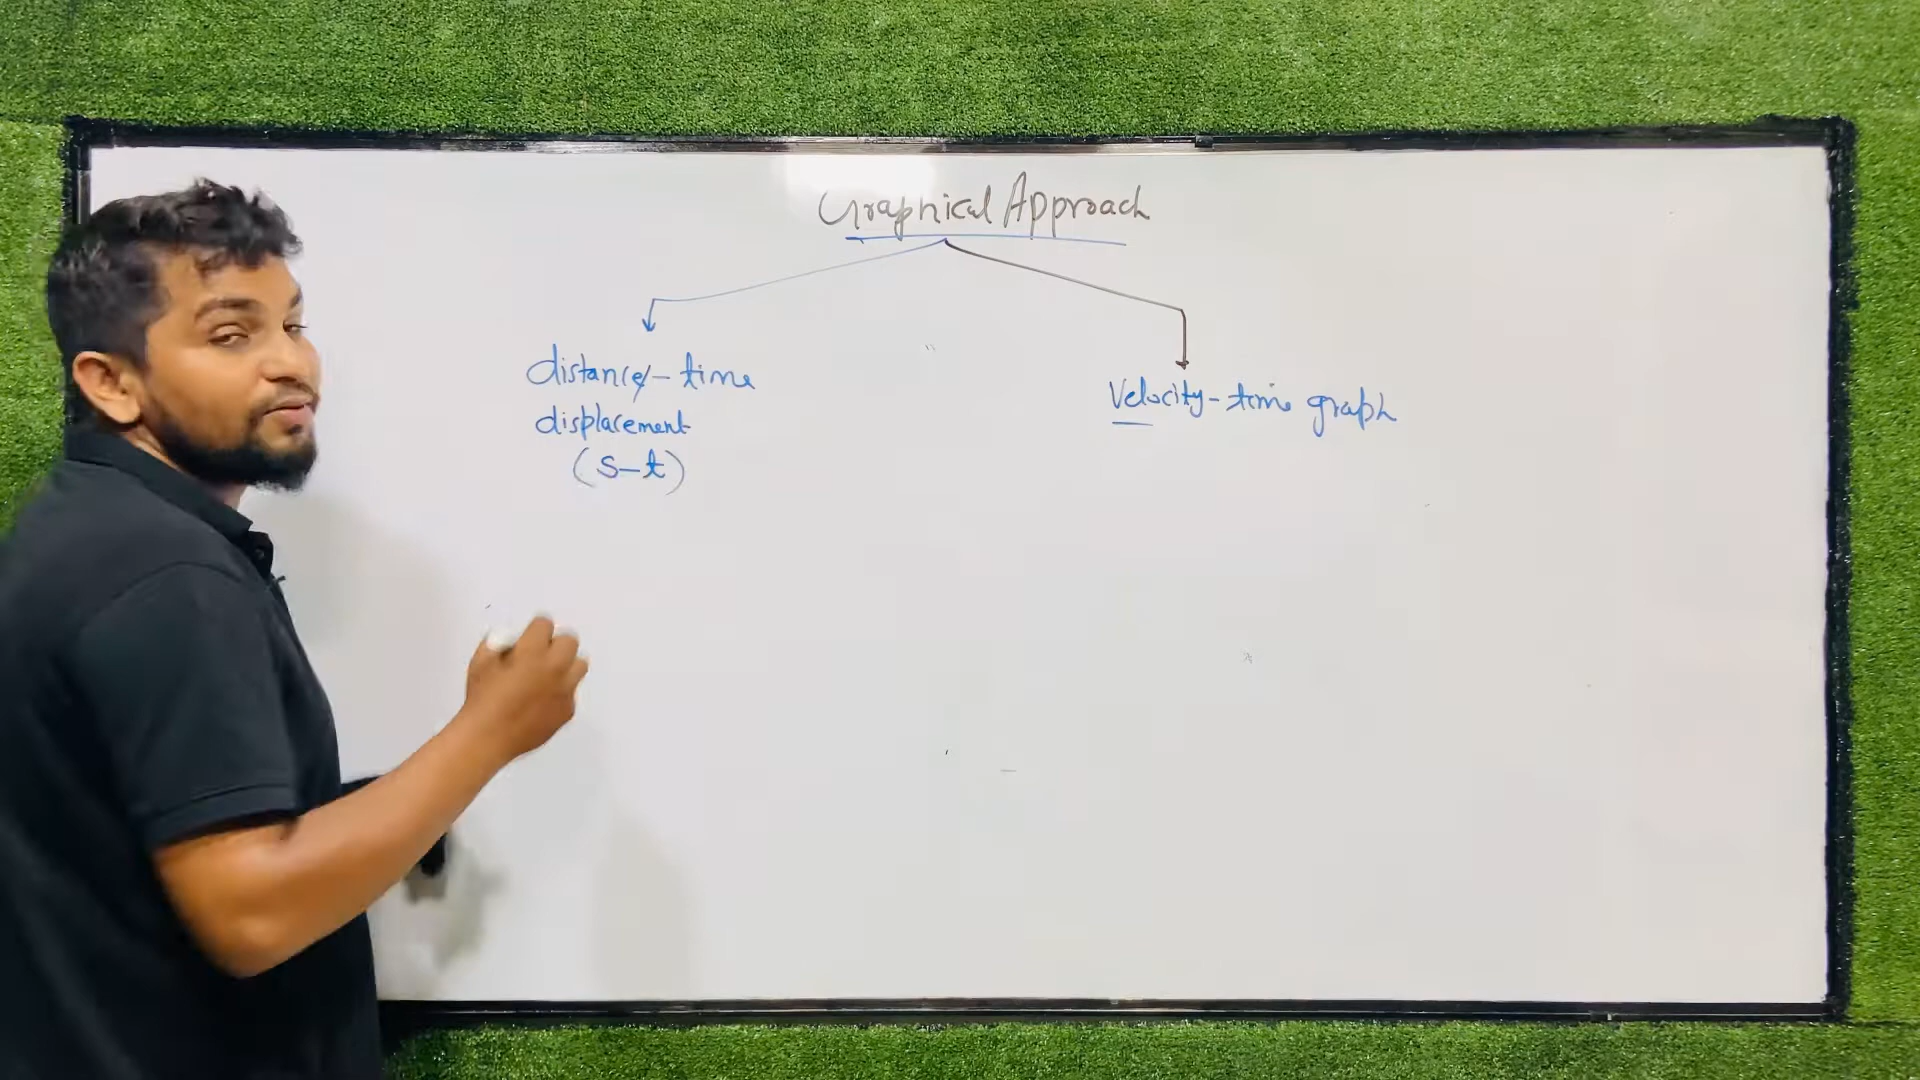 Graphical Approach
distance/- time
displacement
(s-t)
Velocity-time graph